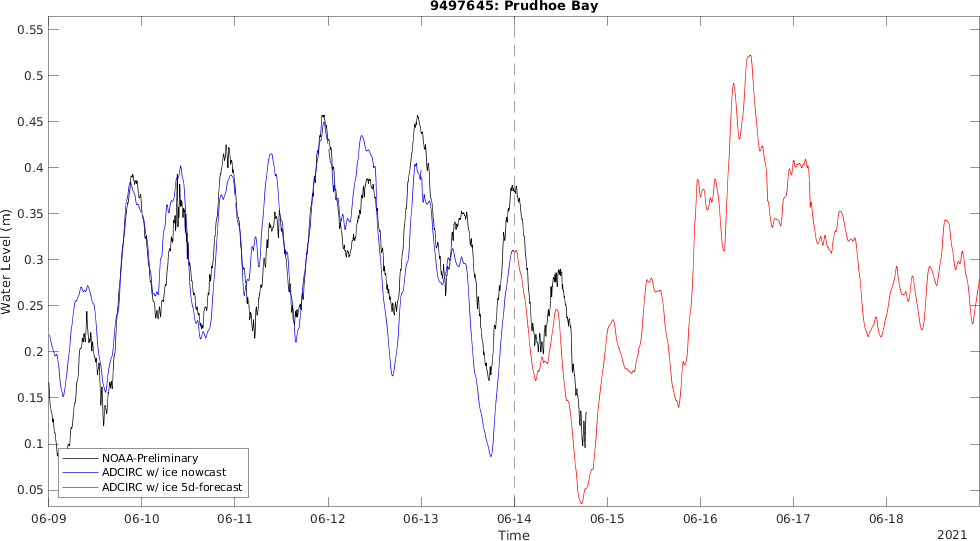 9497645: Prudhoe Bay
0.55
0.5
0.45
0.4
0.35
0.3
0.25
0.2
0.15
0.1
0.05
Water Level (m)
NOAA-Preliminary
ADCIRC w/ ice nowcast
ADCIRC w/ ice 5d-forecast
06-09 06-10 06-11 06-12 06-13 06-14 06-15 06-16 06-17 06-18
Time
2021